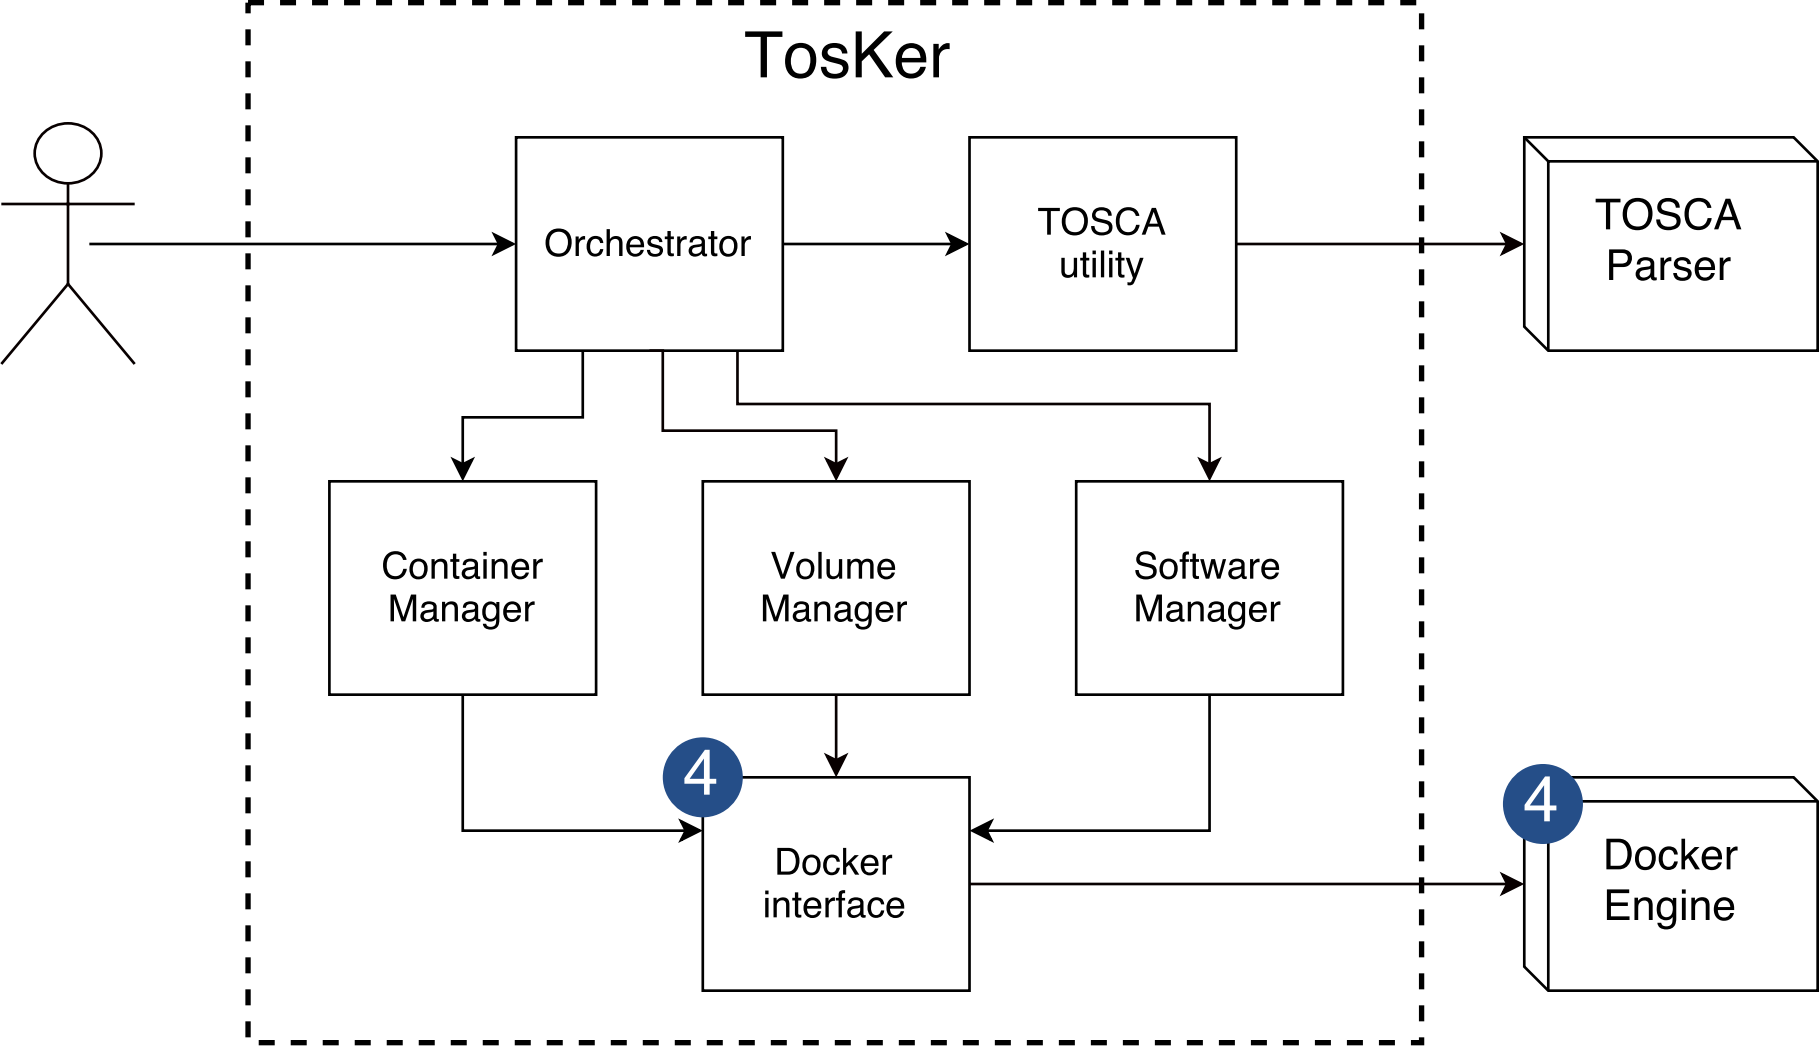 TosKer
Orchestrator
TOSCA
utility
TOSCA
Parser
Container
Manager
Volume
Manager
Software
Manager
4
Docker
interface
4
Docker
Engine